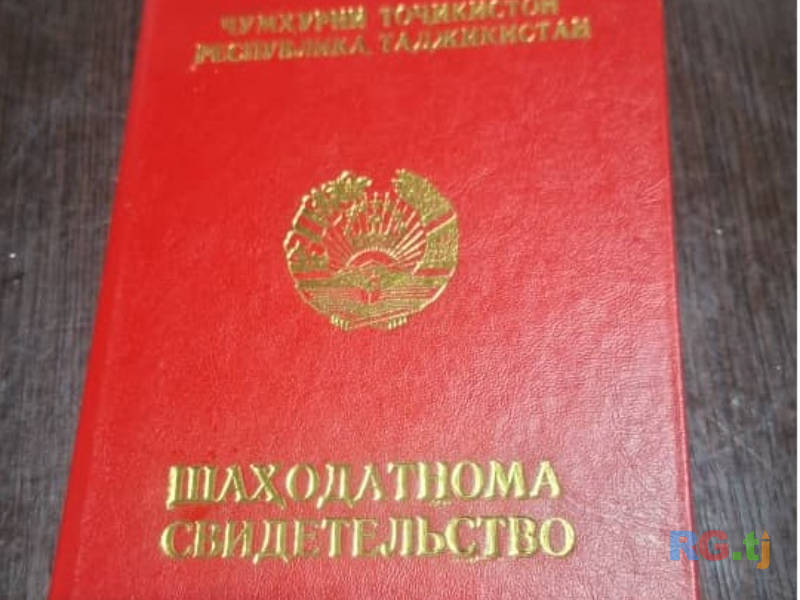 ҶУМҲУРИИ ТОҶИКИСТОН
РЕСПУБЛИКА ТАДЖИКИСТАН
ШАҲОДАТНОМА
СВИДЕТЕЛЬСТВО
RG.tj